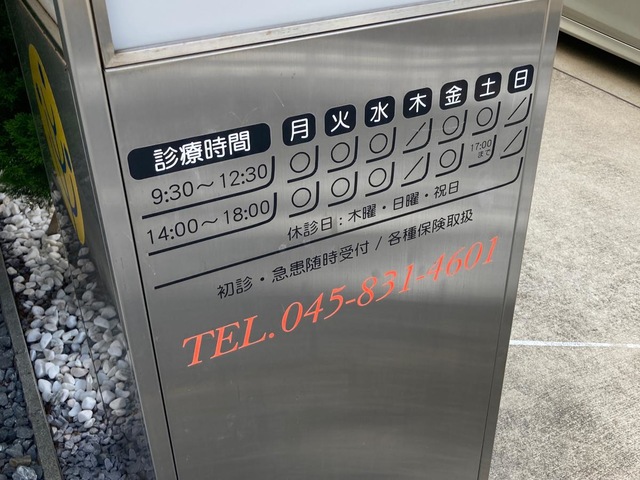 診療時間 月 火 水 木 金 土 日
9:30～12:30 ○ ○ ○ ／ ○ ○ ／
14:00～18:00 ○ ○ ○ ／ ○ 17:00まで ／
休診日：木曜・日曜・祝日
初診・急患随時受付 / 各種保険取扱
TEL. 045-831-4601